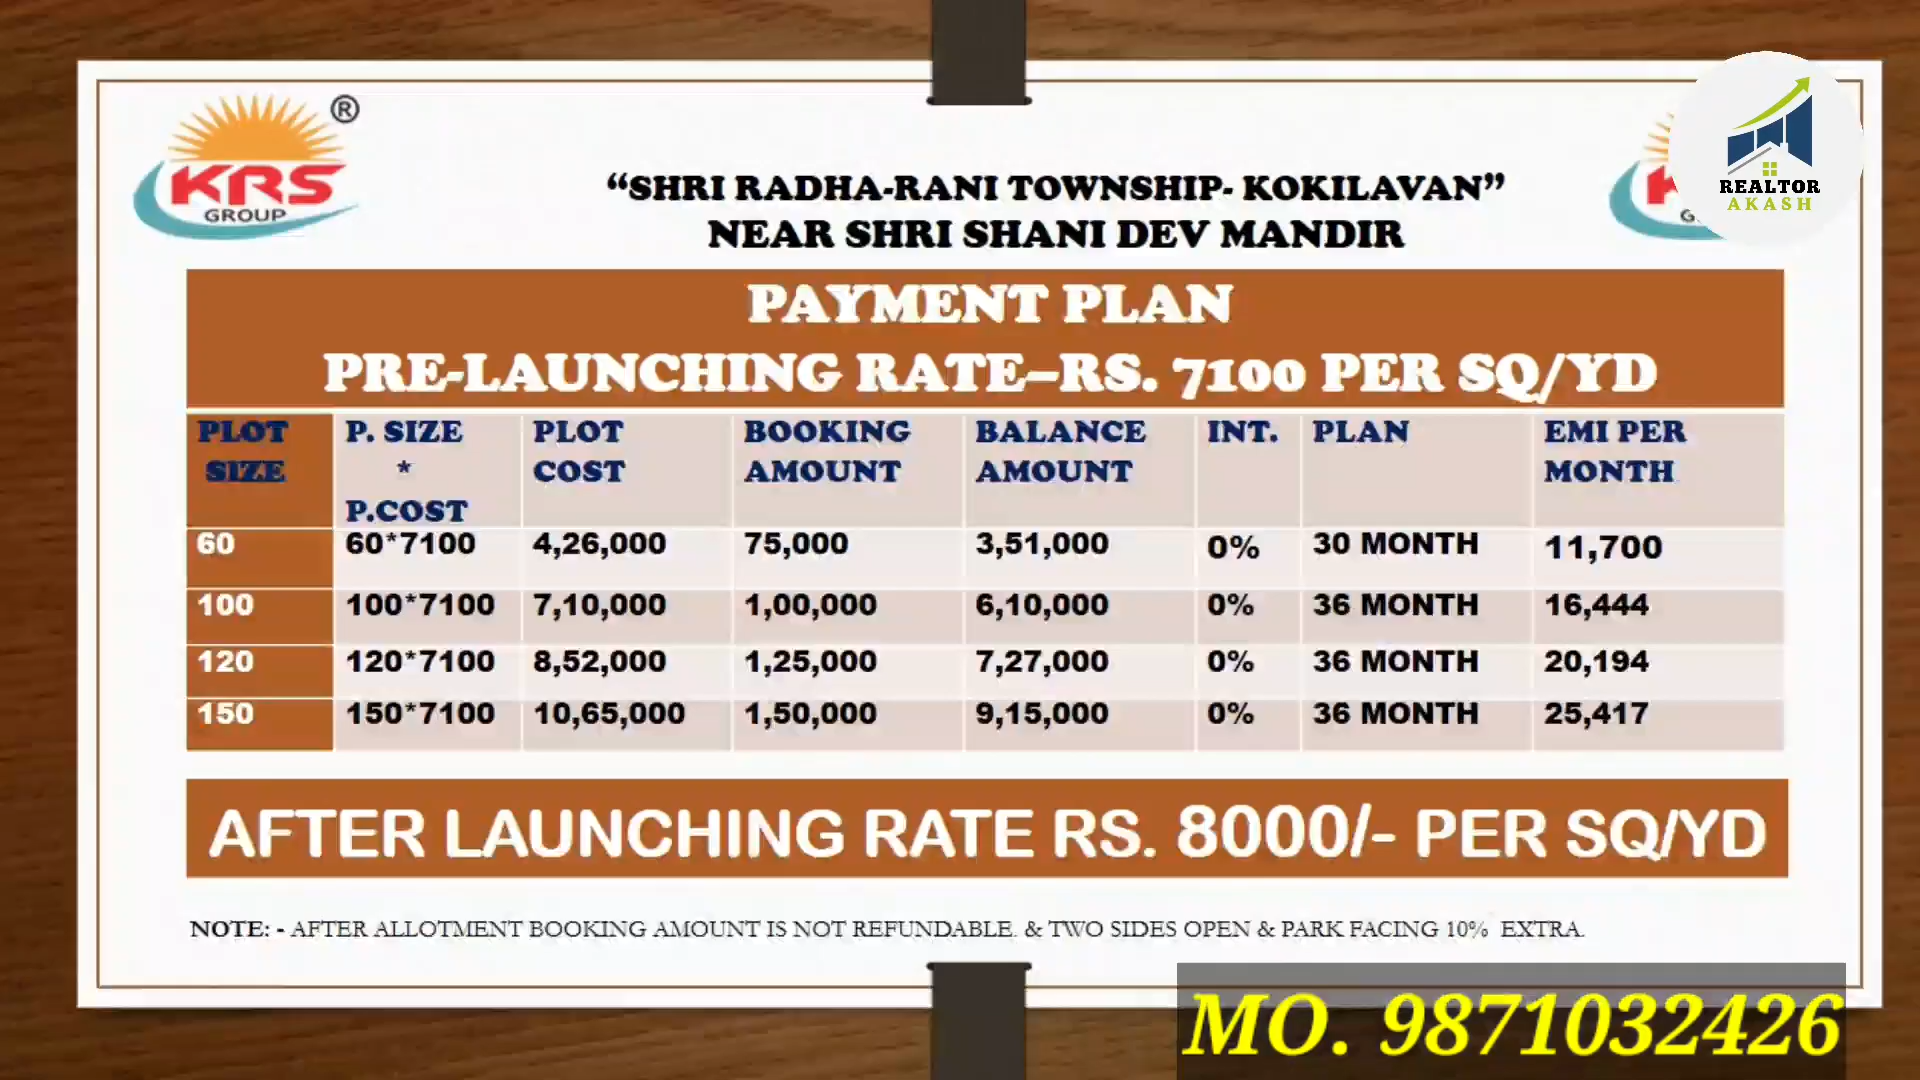 KRS
GROUP
®
REALTOR
AKASH
“SHRI RADHA-RANI TOWNSHIP- KOKILAVAN”
NEAR SHRI SHANI DEV MANDIR
PAYMENT PLAN
PRE-LAUNCHING RATE–RS. 7100 PER SQ/YD
PLOT SIZE P. SIZE * P.COST PLOT COST BOOKING AMOUNT BALANCE AMOUNT INT. PLAN EMI PER MONTH
60 60*7100 4,26,000 75,000 3,51,000 0% 30 MONTH 11,700
100 100*7100 7,10,000 1,00,000 6,10,000 0% 36 MONTH 16,444
120 120*7100 8,52,000 1,25,000 7,27,000 0% 36 MONTH 20,194
150 150*7100 10,65,000 1,50,000 9,15,000 0% 36 MONTH 25,417
AFTER LAUNCHING RATE RS. 8000/- PER SQ/YD
NOTE: - AFTER ALLOTMENT BOOKING AMOUNT IS NOT REFUNDABLE. & TWO SIDES OPEN & PARK FACING 10% EXTRA.
MO. 9871032426